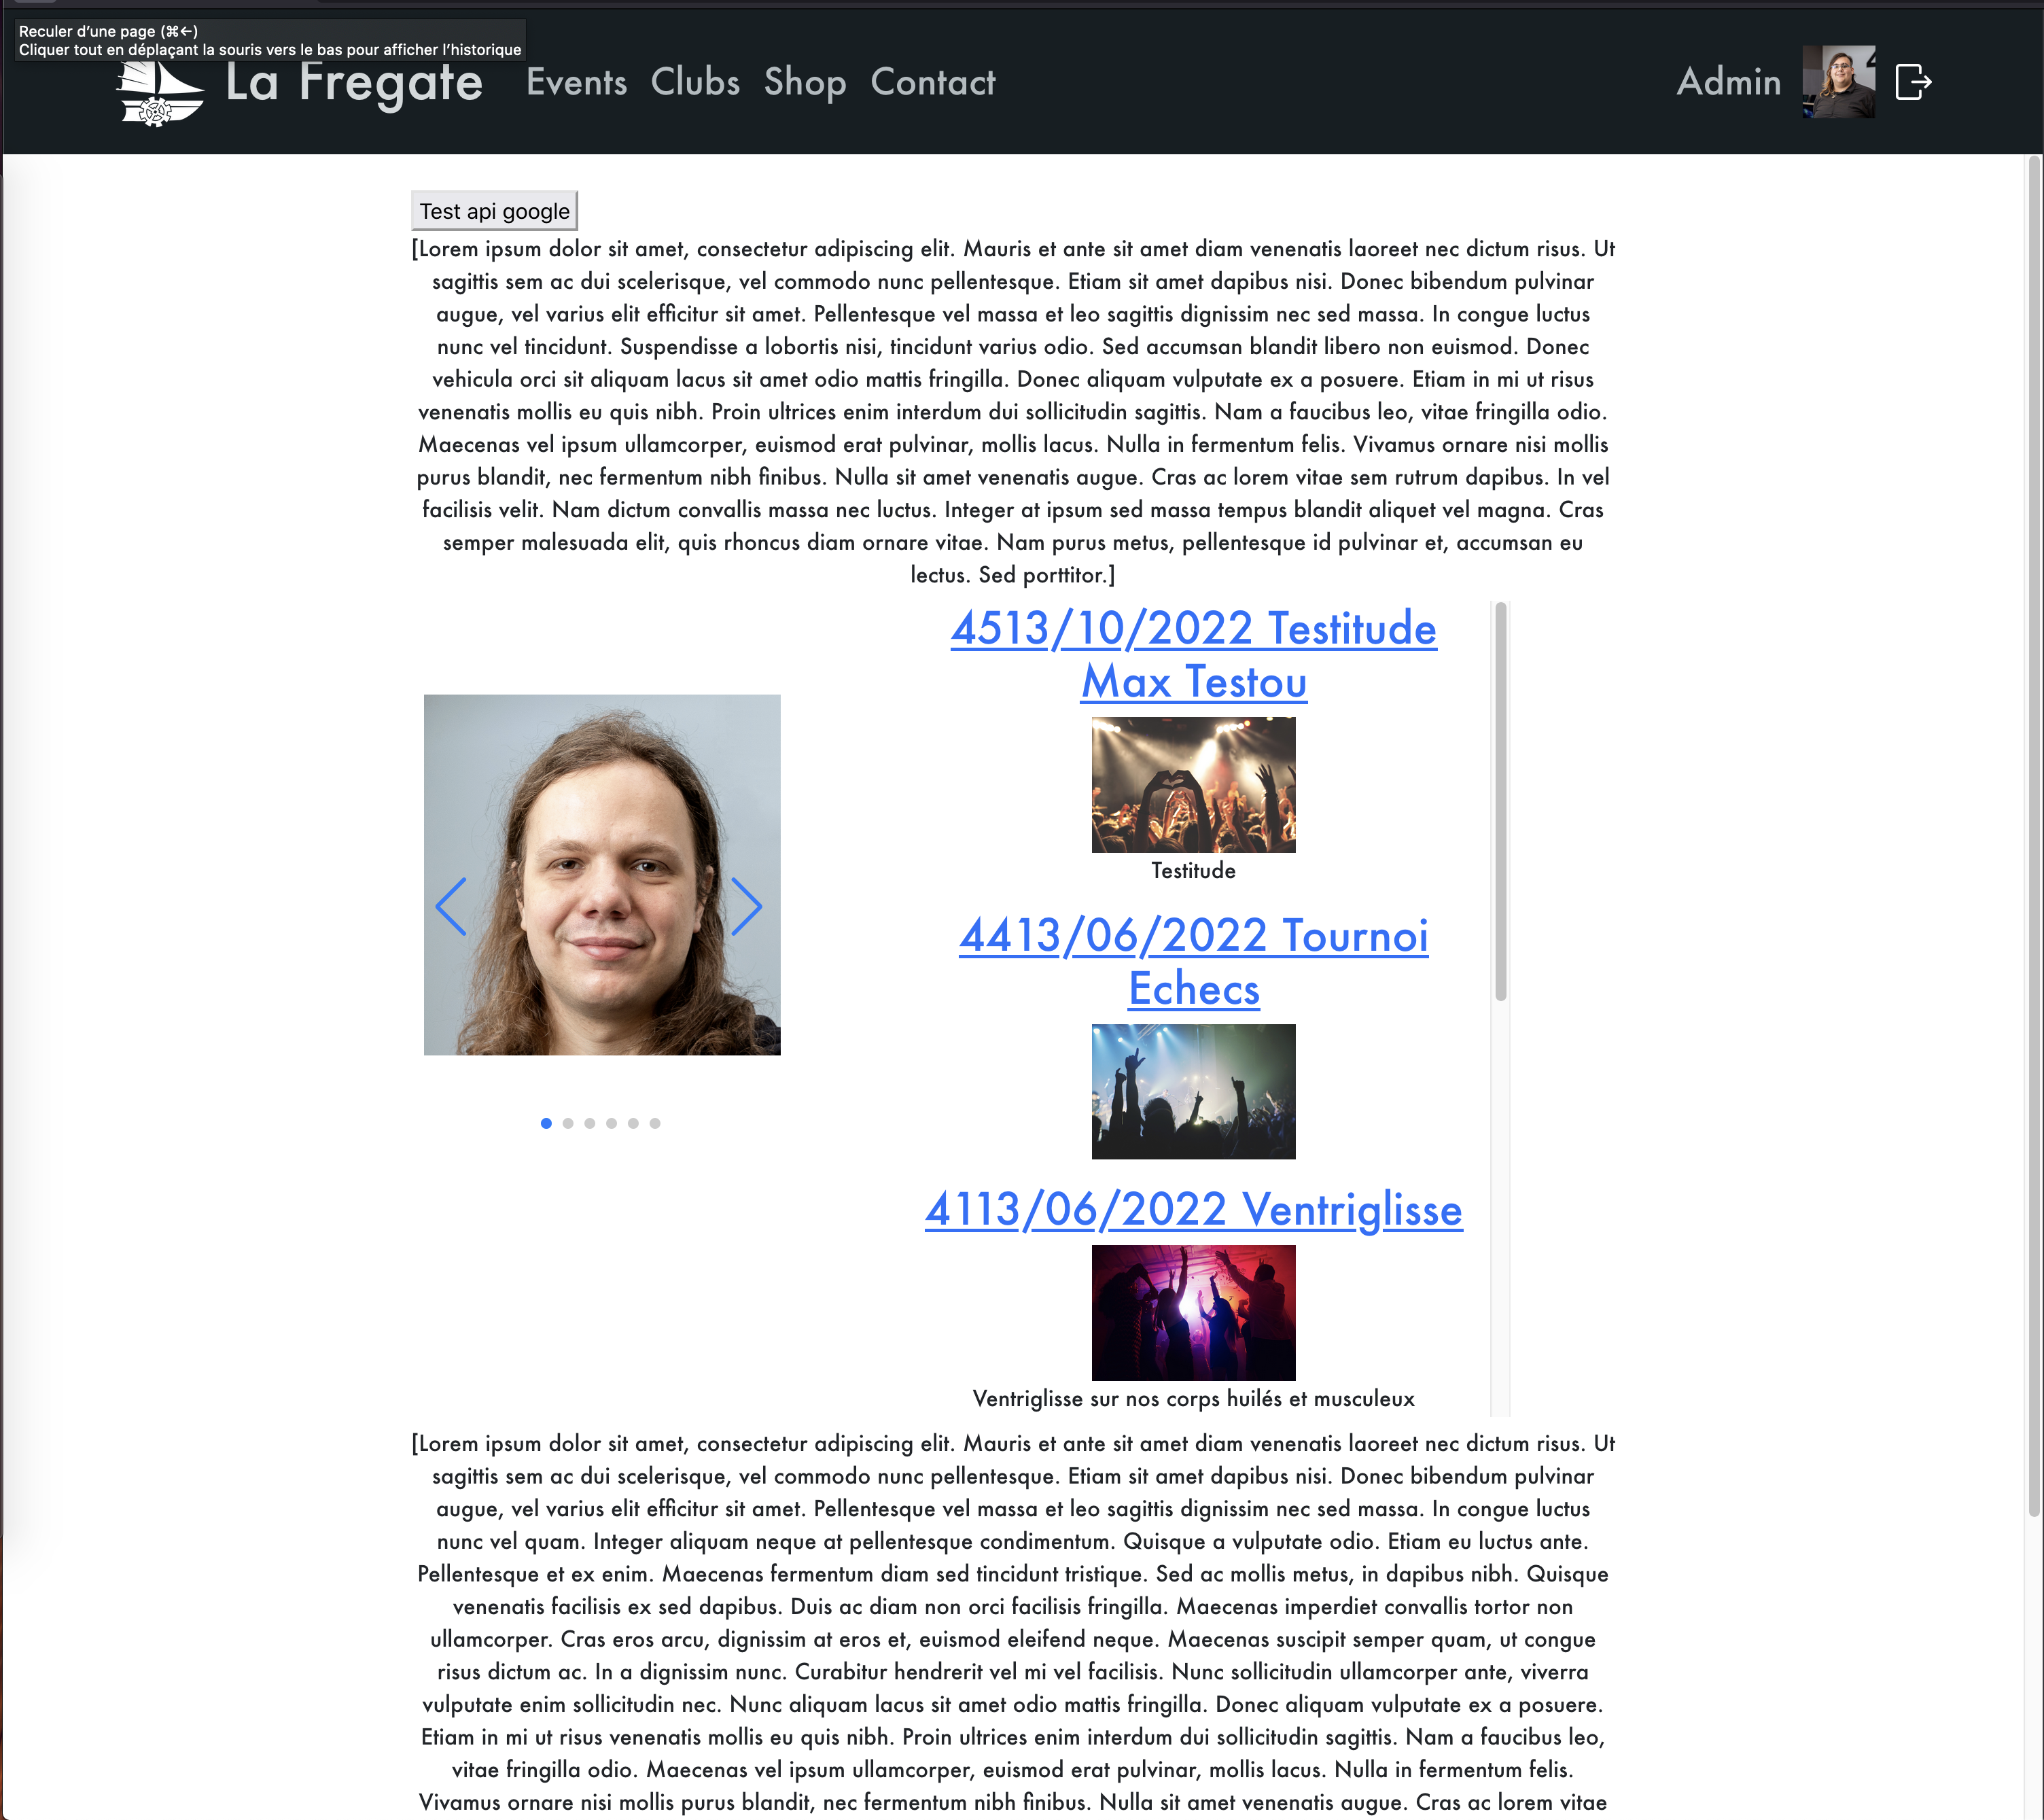 Reculer d’une page (⌘←)
Cliquer tout en déplaçant la souris vers le bas pour afficher l’historique
La Fregate Events Clubs Shop Contact Admin
Test api google
[Lorem ipsum dolor sit amet, consectetur adipiscing elit. Mauris et ante sit amet diam venenatis laoreet nec dictum risus. Ut
sagittis sem ac dui scelerisque, vel commodo nunc pellentesque. Etiam sit amet dapibus nisi. Donec bibendum pulvinar
augue, vel varius elit efficitur sit amet. Pellentesque vel massa et leo sagittis dignissim nec sed massa. In congue luctus
nunc vel tincidunt. Suspendisse a lobortis nisi, tincidunt varius odio. Sed accumsan blandit libero non euismod. Donec
vehicula orci sit aliquam lacus sit amet odio mattis fringilla. Donec aliquam vulputate ex a posuere. Etiam in mi ut risus
venenatis mollis eu quis nibh. Proin ultrices enim interdum dui sollicitudin sagittis. Nam a faucibus leo, vitae fringilla odio.
Maecenas vel ipsum ullamcorper, euismod erat pulvinar, mollis lacus. Nulla in fermentum felis. Vivamus ornare nisi mollis
purus blandit, nec fermentum nibh finibus. Nulla sit amet venenatis augue. Cras ac lorem vitae sem rutrum dapibus. In vel
facilisis velit. Nam dictum convallis massa nec luctus. Integer at ipsum sed massa tempus blandit aliquet vel magna. Cras
semper malesuada elit, quis rhoncus diam ornare vitae. Nam purus metus, pellentesque id pulvinar et, accumsan eu
lectus. Sed porttitor.]
4513/10/2022 Testitude
Max Testou
Testitude
4413/06/2022 Tournoi
Echecs
4113/06/2022 Ventriglisse
Ventriglisse sur nos corps huilés et musculeux
[Lorem ipsum dolor sit amet, consectetur adipiscing elit. Mauris et ante sit amet diam venenatis laoreet nec dictum risus. Ut
sagittis sem ac dui scelerisque, vel commodo nunc pellentesque. Etiam sit amet dapibus nisi. Donec bibendum pulvinar
augue, vel varius elit efficitur sit amet. Pellentesque vel massa et leo sagittis dignissim nec sed massa. In congue luctus
nunc vel quam. Integer aliquam neque at pellentesque condimentum. Quisque a vulputate odio. Etiam eu luctus ante.
Pellentesque et ex enim. Maecenas fermentum diam sed tincidunt tristique. Sed ac mollis metus, in dapibus nibh. Quisque
venenatis facilisis ex sed dapibus. Duis ac diam non orci facilisis fringilla. Maecenas imperdiet convallis tortor non
ullamcorper. Cras eros arcu, dignissim at eros et, euismod eleifend neque. Maecenas suscipit semper quam, ut congue
risus dictum ac. In a dignissim nunc. Curabitur hendrerit vel mi vel facilisis. Nunc sollicitudin ullamcorper ante, viverra
vulputate enim sollicitudin nec. Nunc aliquam lacus sit amet odio mattis fringilla. Donec aliquam vulputate ex a posuere.
Etiam in mi ut risus venenatis mollis eu quis nibh. Proin ultrices enim interdum dui sollicitudin sagittis. Nam a faucibus leo,
vitae fringilla odio. Maecenas vel ipsum ullamcorper, euismod erat pulvinar, mollis lacus. Nulla in fermentum felis.
Vivamus ornare nisi mollis purus blandit, nec fermentum nibh finibus. Nulla sit amet venenatis augue. Cras ac lorem vitae